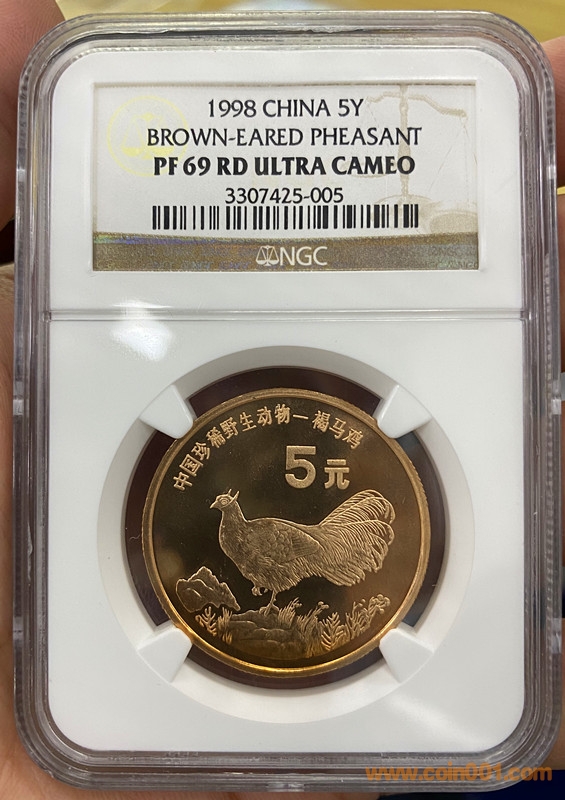 1998 CHINA 5Y
BROWN-EARED PHEASANT
PF 69 RD ULTRA CAMEO
3307425-005
NGC
中国珍稀野生动物—褐马鸡
5元
www.coin001.com